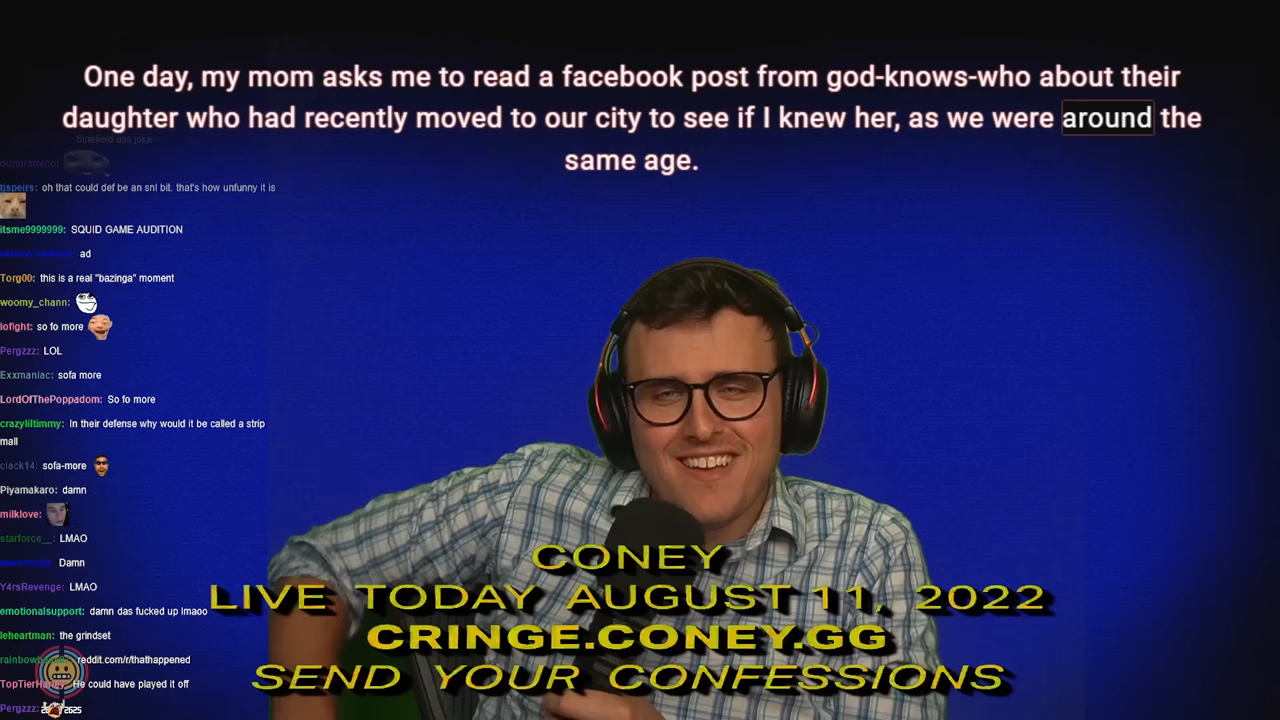 One day, my mom asks me to read a facebook post from god-knows-who about their
daughter who had recently moved to our city to see if I knew her, as we were around the
same age.
Sinefield ass joke
tjspeirs: oh that could def be an snl bit. that's how unfunny it is
itsme9999999: SQUID GAME AUDITION
ad
Torg00: this is a real "bazinga" moment
woomy_chann:
lofight: so fo more
Pergzzz: LOL
Exxmaniac: sofa more
LordOfThePoppadom: So fo more
crazyliltimmy: In their defense why would it be called a strip
mall
clack14: sofa-more
Piyamakaro: damn
milklove:
starforce__: LMAO
Damn
Y4rsRevenge: LMAO
emotionalsupport: damn das fucked up lmaoo
leheartman: the grindset
reddit.com/r/thathappened
He could have played it off
Pergzzz:
CONEY
LIVE TODAY AUGUST 11, 2022
CRINGE.CONEY.GG
SEND YOUR CONFESSIONS